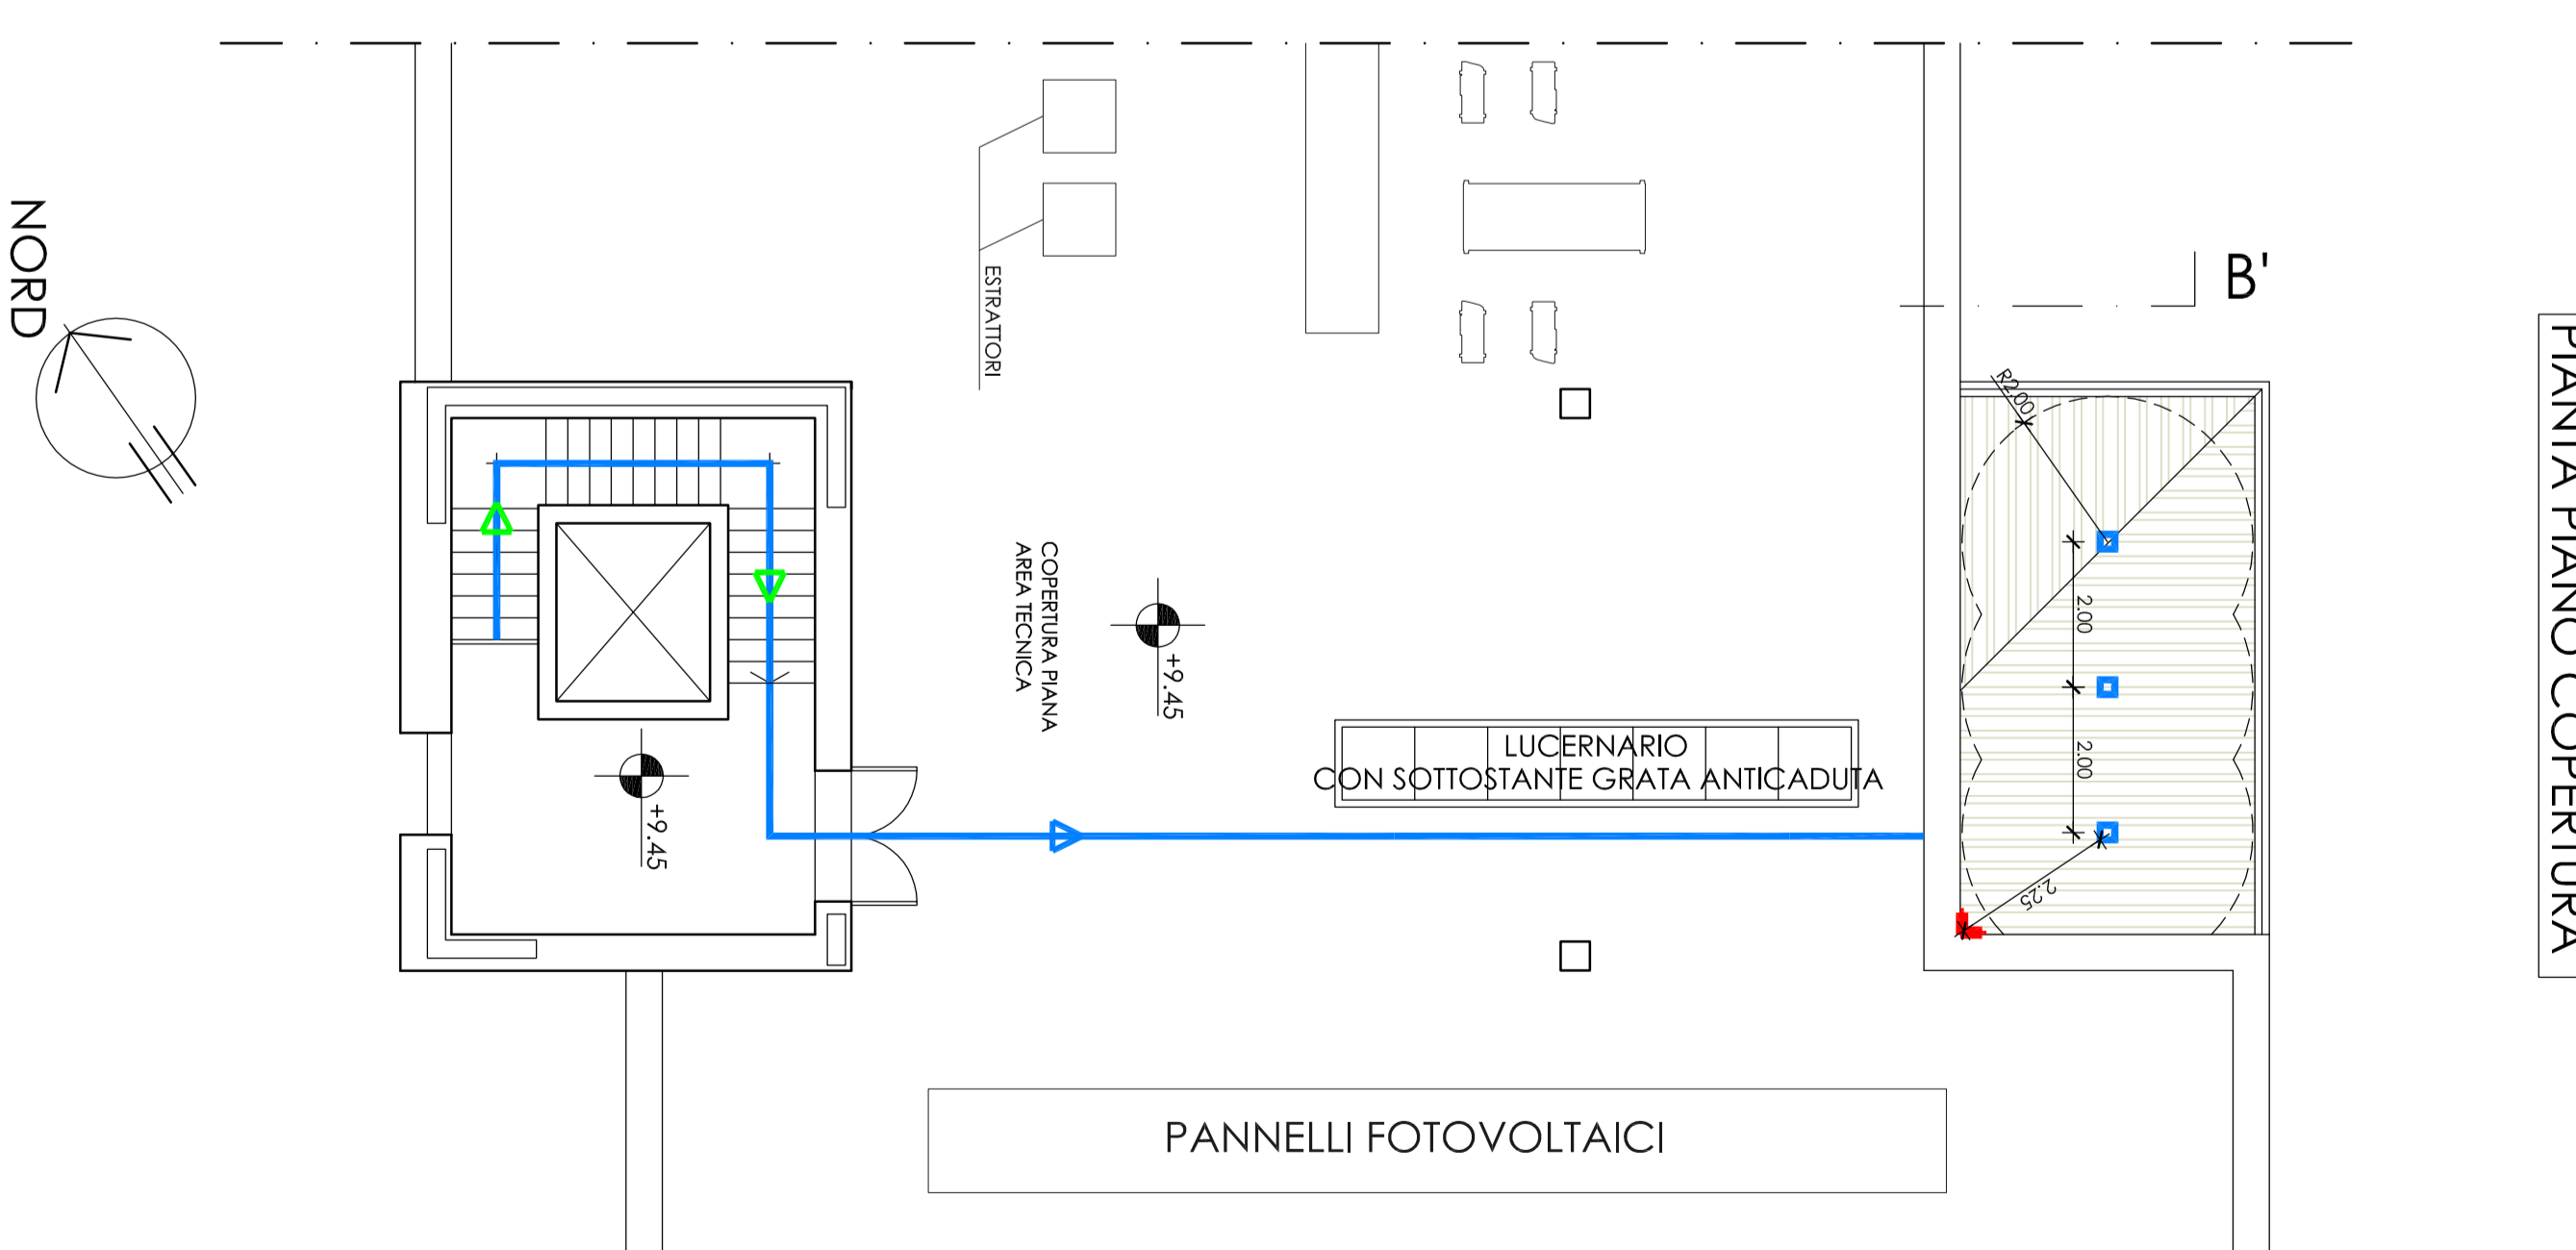 NORD
ESTRATTORI
B'
R2.00
2.00
2.00
2.25
COPERTURA PIANA
AREA TECNICA
+9.45
+9.45
LUCERNARIO
CON SOTTOSTANTE GRATA ANTICADUTA
PANNELLI FOTOVOLTAICI
PIANTA PIANO COPERTURA